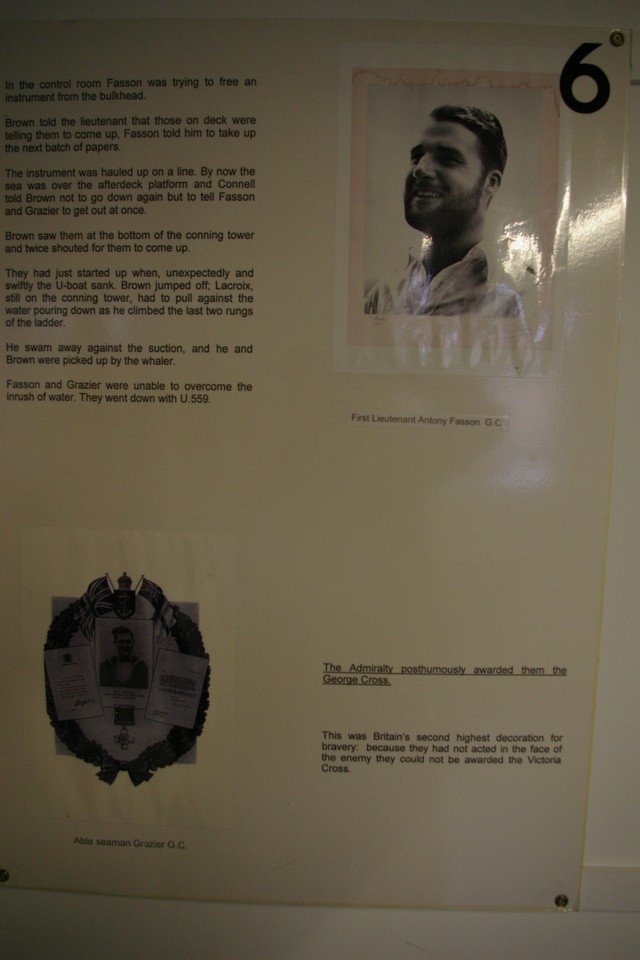 6
In the control room Fasson was trying to free an
instrument from the bulkhead.
Brown told the lieutenant that those on deck were
telling them to come up, Fasson told him to take up
the next batch of papers.
The instrument was hauled up on a line. By now the
sea was over the afterdeck platform and Connell
told Brown not to go down again but to tell Fasson
and Grazier to get out at once.
Brown saw them at the bottom of the conning tower
and twice shouted for them to come up.
They had just started up when, unexpectedly and
swiftly the U-boat sank. Brown jumped off; Lacroix,
still on the conning tower, had to pull against the
water pouring down as he climbed the last two rungs
of the ladder.
He swam away against the suction, and he and
Brown were picked up by the whaler.
Fasson and Grazier were unable to overcome the
inrush of water. They went down with U.559.
First Lieutenant Antony Fasson G.C.
The Admiralty posthumously awarded them the
George Cross.
This was Britain's second highest decoration for
bravery: because they had not acted in the face of
the enemy they could not be awarded the Victoria
Cross.
Able seaman Grazier G.C.